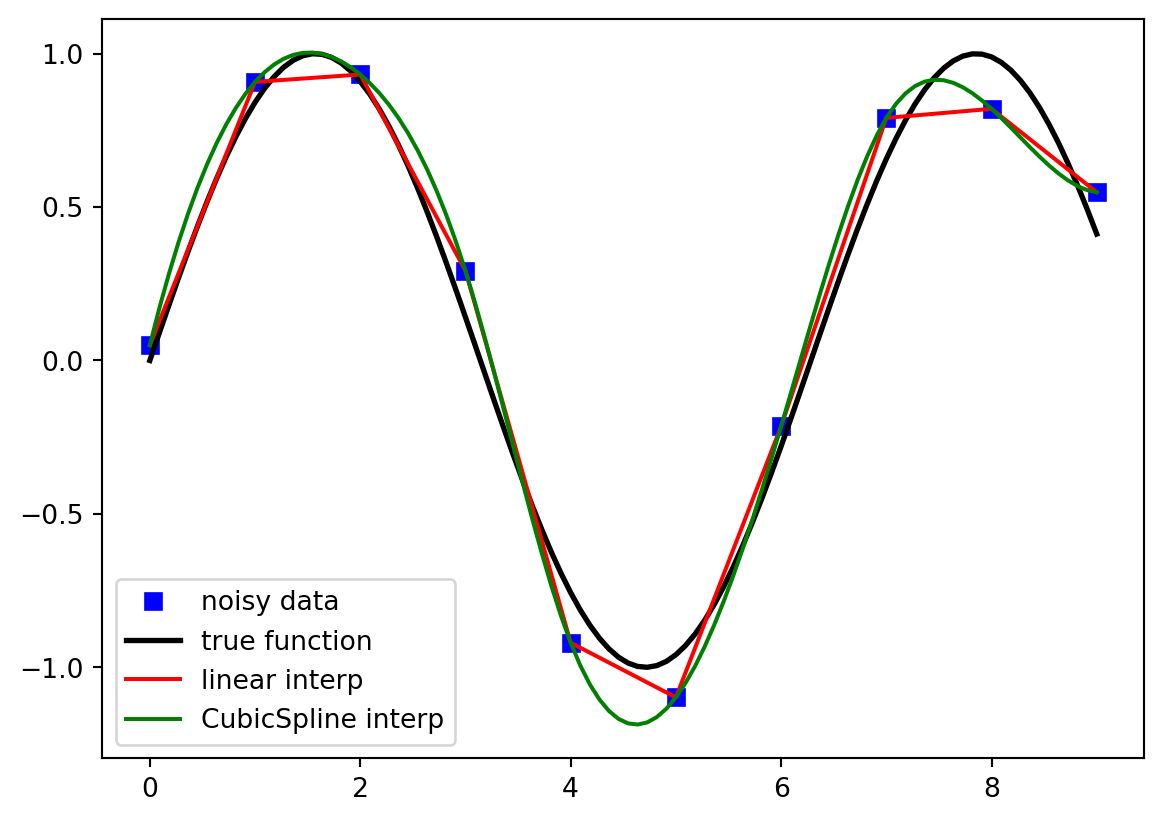 1.0
0.5
0.0
−0.5
−1.0
noisy data
true function
linear interp
CubicSpline interp
0 2 4 6 8